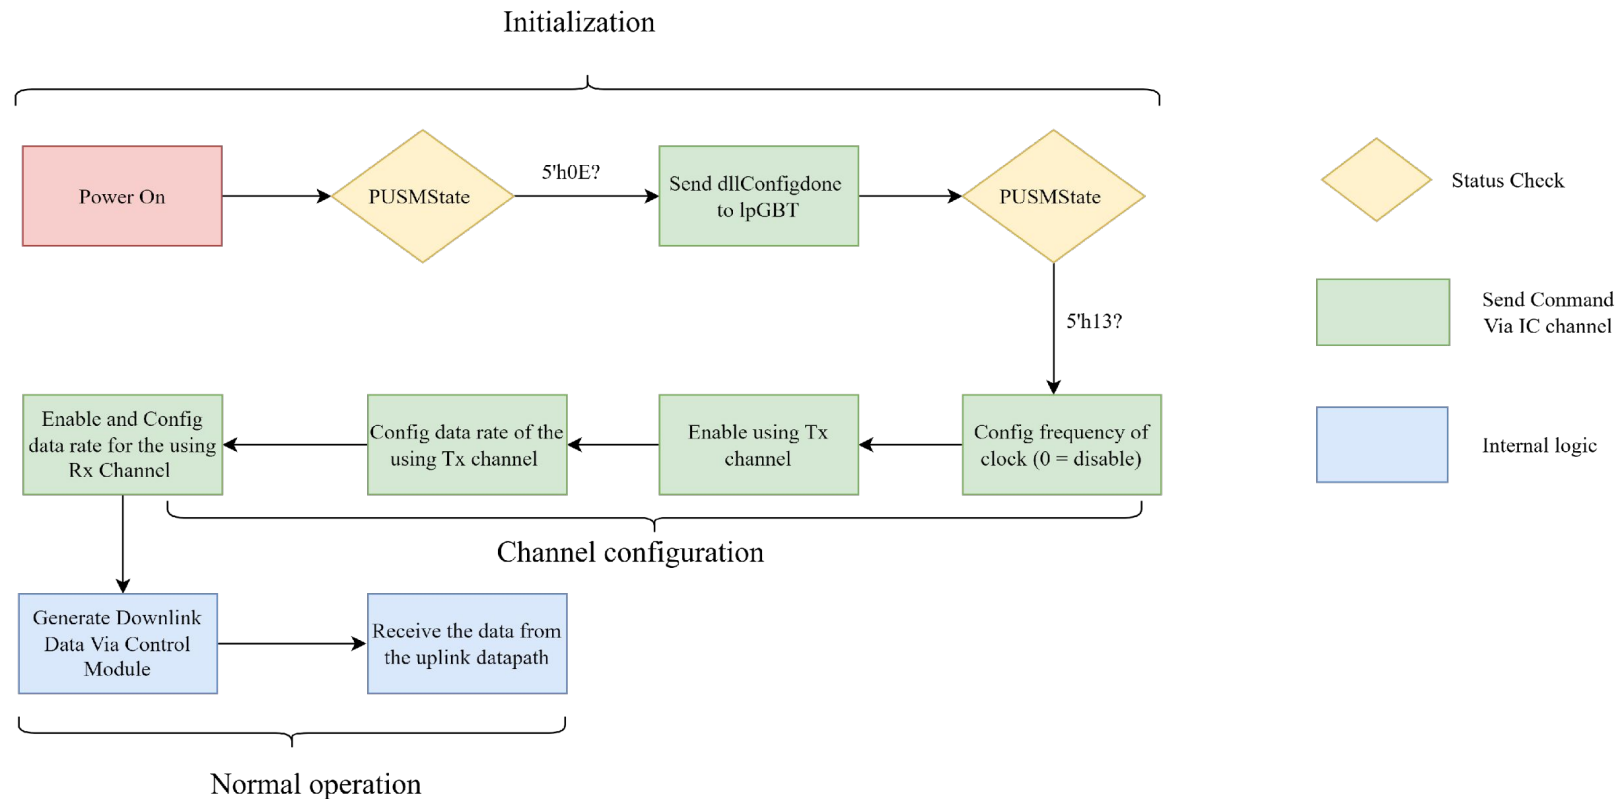 Initialization
Power On
PUSMState
5'h0E?
Send dllConfigdone
to lpGBT
PUSMState
Status Check
5'h13?
Send Conmand
Via IC channel
Enable and Config
data rate for the using
Rx Channel
Config data rate of the
using Tx channel
Enable using Tx
channel
Config frequency of
clock (0 = disable)
Internal logic
Channel configuration
Generate Downlink
Data Via Control
Module
Receive the data from
the uplink datapath
Normal operation